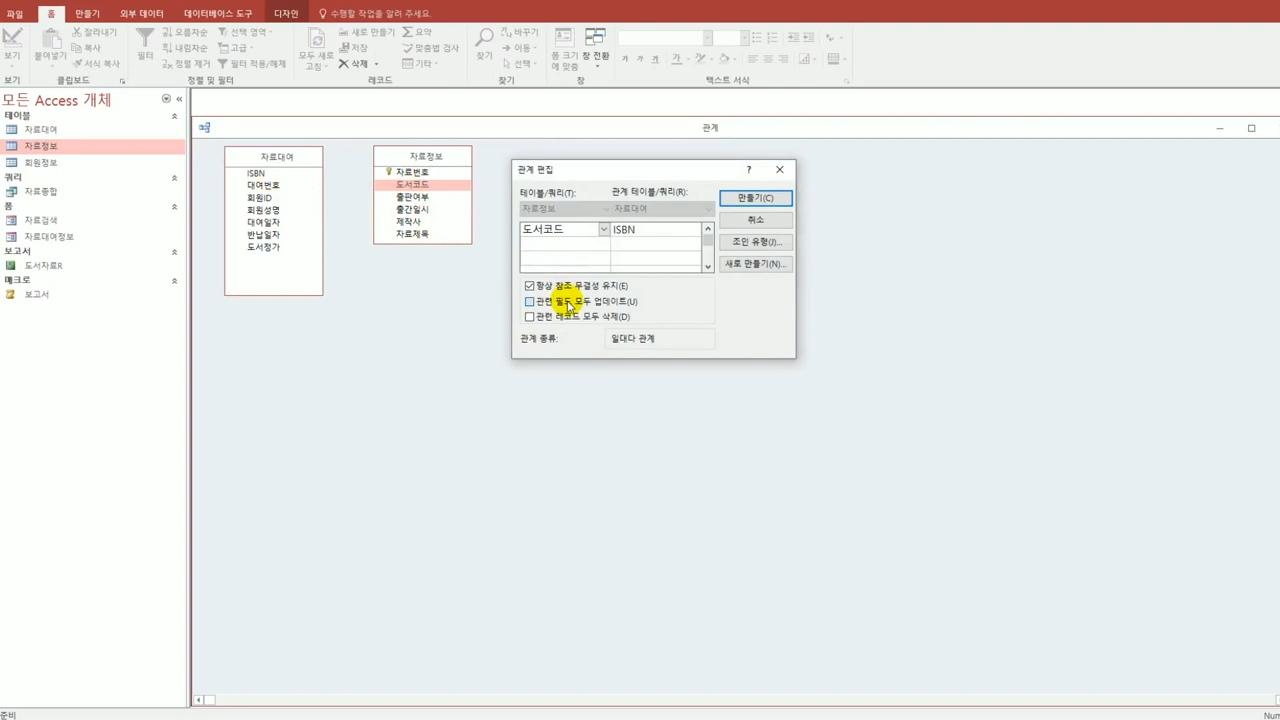 파일 홈 만들기 외부 데이터 데이터베이스 도구 디자인 수행할 작업을 알려 주세요.
보기 붙여넣기 잘라내기 복사 서식 복사
필터 오름차순 내림차순 정렬 제거 선택 영역 고급 필터 적용/해제
모두 새로 고침 새로 만들기 저장 삭제 요약 맞춤법 검사 기타
찾기 바꾸기 이동 선택 폼 크기에 맞춤 창 전환
가 가 가 가
보기 클립보드 정렬 및 필터 레코드 찾기 창 텍스트 서식
모든 Access 개체
테이블
자료대여
자료정보
회원정보
쿼리
자료종합
폼
자료검색
자료대여정보
보고서
도서자료R
매크로
보고서
관계
자료대여
ISBN
대여번호
회원ID
회원성명
대여일자
반납일자
도서정가
자료정보
자료번호
도서코드
출판여부
출간일시
제작사
자료제목
관계 편집 ?
테이블/쿼리(T): 관계 테이블/쿼리(R):
자료정보 자료대여
도서코드 ISBN
만들기(C)
취소
조인 유형(J)...
새로 만들기(N)...
항상 참조 무결성 유지(E)
관련 필드 모두 업데이트(U)
관련 레코드 모두 삭제(D)
관계 종류: 일대다 관계
준비 Num